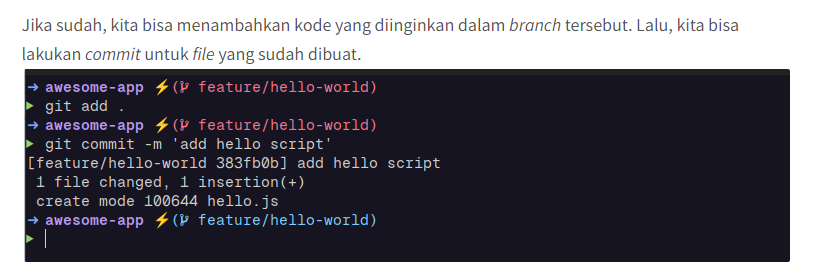 Jika sudah, kita bisa menambahkan kode yang diinginkan dalam branch tersebut. Lalu, kita bisa
lakukan commit untuk file yang sudah dibuat.
➜ awesome-app ⚡( feature/hello-world)
▶ git add .
➜ awesome-app ⚡( feature/hello-world)
▶ git commit -m 'add hello script'
[feature/hello-world 383fb0b] add hello script
1 file changed, 1 insertion(+)
create mode 100644 hello.js
➜ awesome-app ⚡( feature/hello-world)
▶